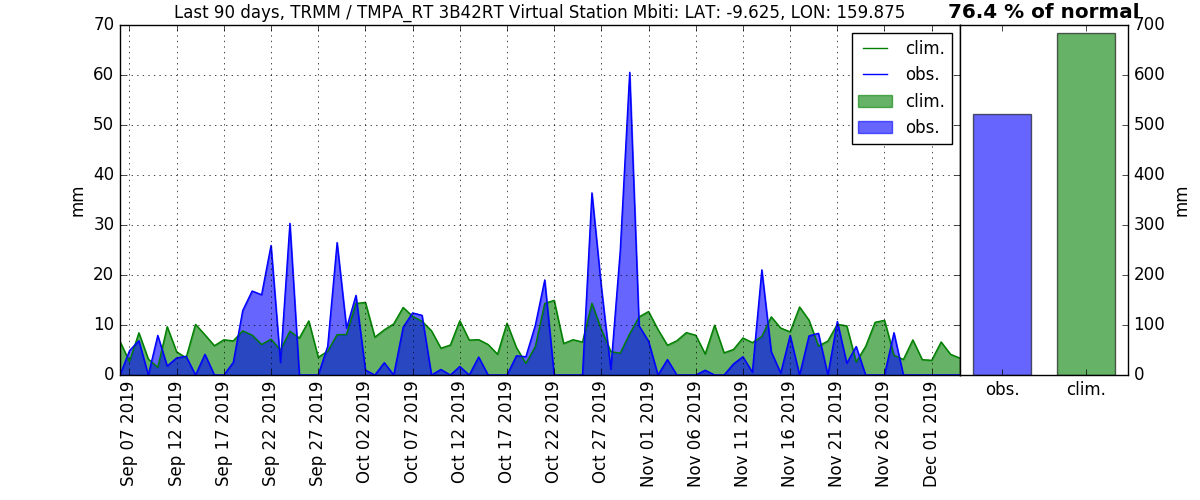 Last 90 days, TRMM / TMPA_RT 3B42RT Virtual Station Mbiti: LAT: -9.625, LON: 159.875
76.4 % of normal
70
60
50
40
30
20
10
0
mm
clim.
obs.
clim.
obs.
700
600
500
400
300
200
100
0
mm
Sep 07 2019
Sep 12 2019
Sep 17 2019
Sep 22 2019
Sep 27 2019
Oct 02 2019
Oct 07 2019
Oct 12 2019
Oct 17 2019
Oct 22 2019
Oct 27 2019
Nov 01 2019
Nov 06 2019
Nov 11 2019
Nov 16 2019
Nov 21 2019
Nov 26 2019
Dec 01 2019
obs.
clim.